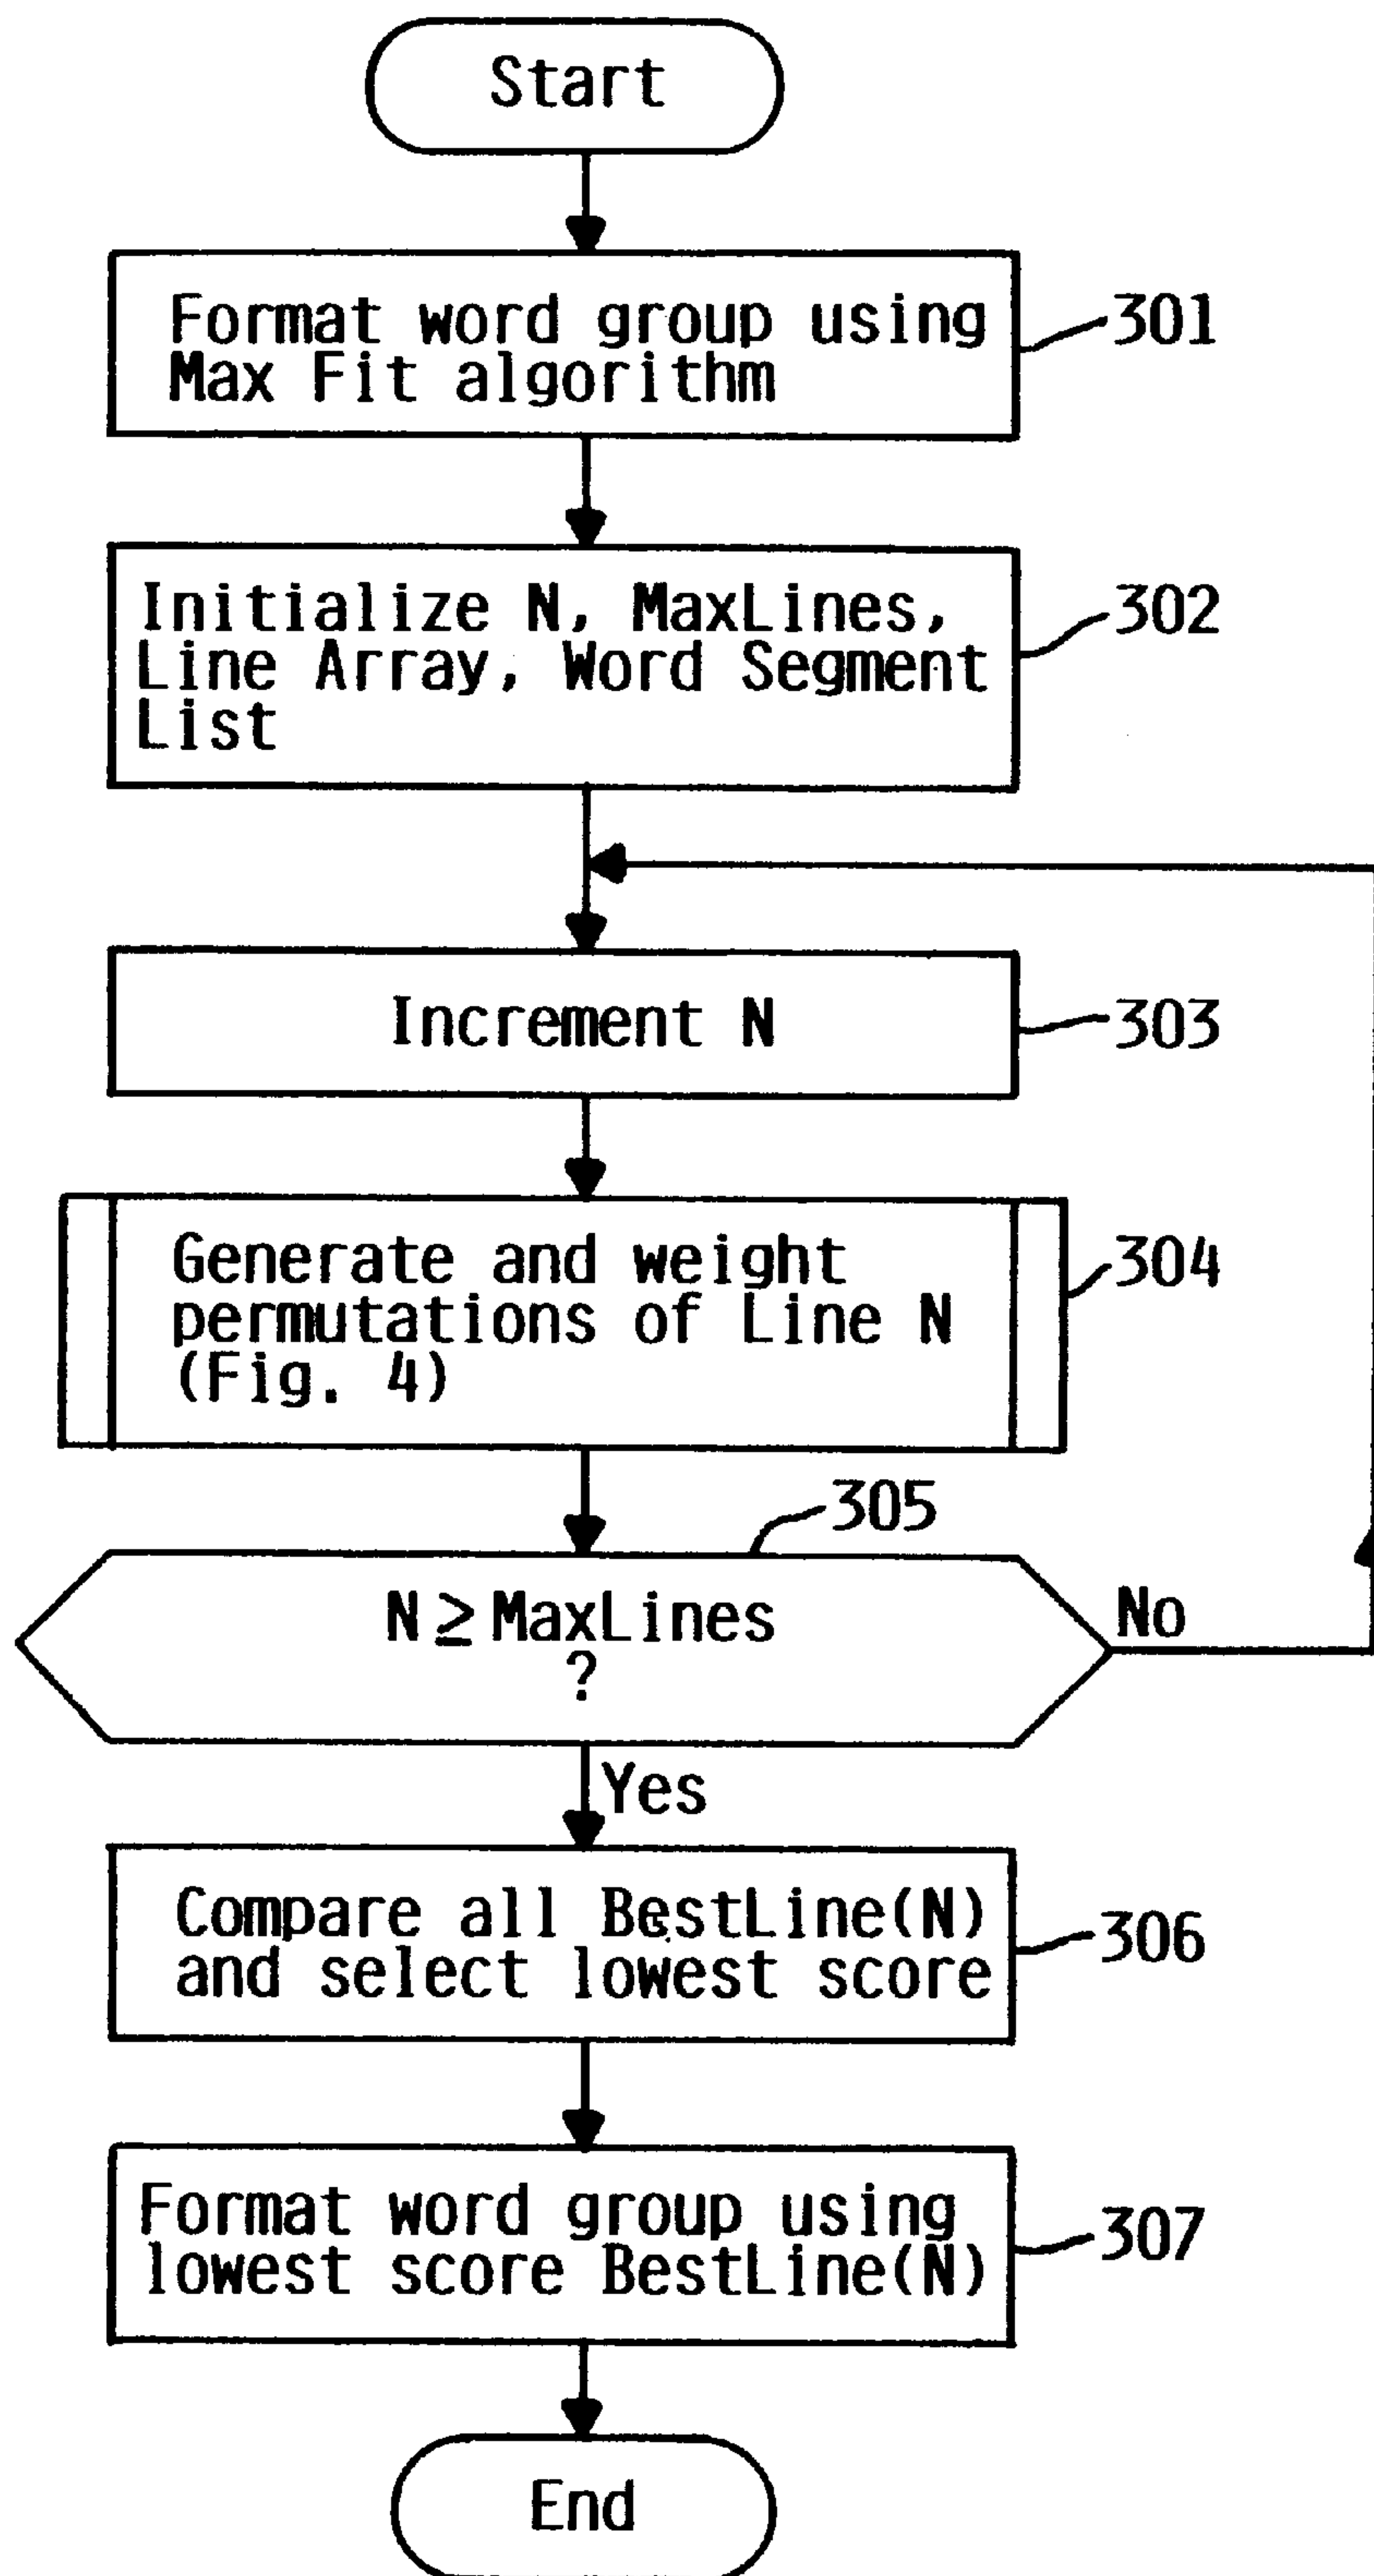 Start
Format word group using
Max Fit algorithm
301
Initialize N, MaxLines,
Line Array, Word Segment
List
302
Increment N
303
Generate and weight
permutations of Line N
(Fig. 4)
304
305
N ≥ MaxLines
?
No
Yes
Compare all BestLine(N)
and select lowest score
306
Format word group using
lowest score BestLine(N)
307
End